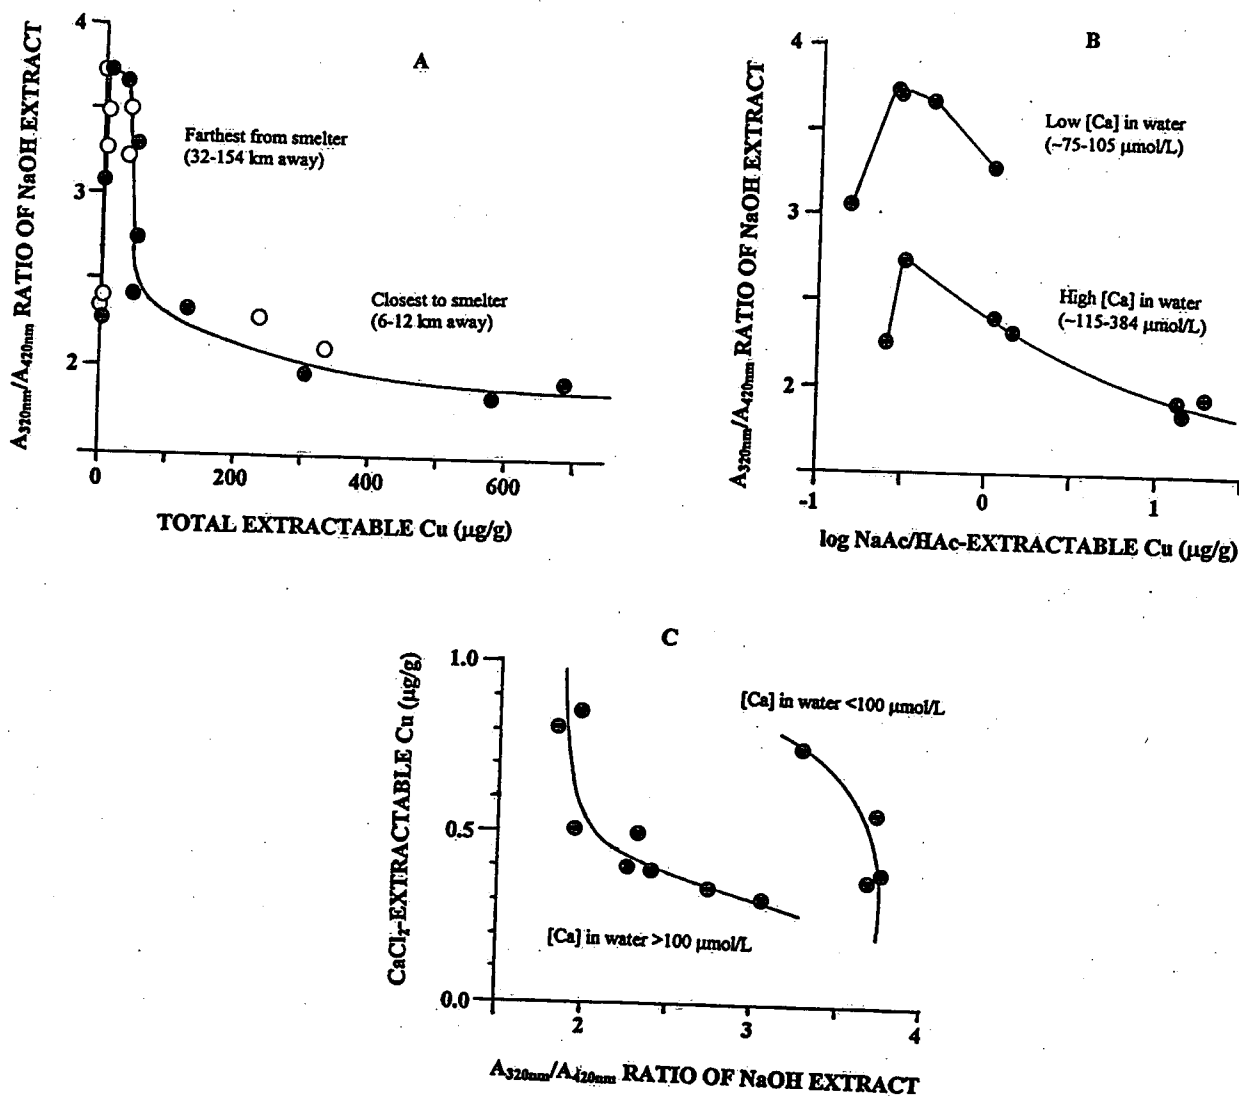 A
A320nm/A420nm RATIO OF NaOH EXTRACT
4
3
2
Farthest from smelter
(32-154 km away)
Closest to smelter
(6-12 km away)
0
200
400
600
TOTAL EXTRACTABLE Cu (µg/g)
B
A320nm/A420nm RATIO OF NaOH EXTRACT
4
3
2
Low [Ca] in water
(~75-105 µmol/L)
High [Ca] in water
(~115-384 µmol/L)
-1
0
1
log NaAc/HAc-EXTRACTABLE Cu (µg/g)
C
CaCl2-EXTRACTABLE Cu (µg/g)
1.0
0.5
0.0
[Ca] in water <100 µmol/L
[Ca] in water >100 µmol/L
2
3
4
A320nm/A420nm RATIO OF NaOH EXTRACT